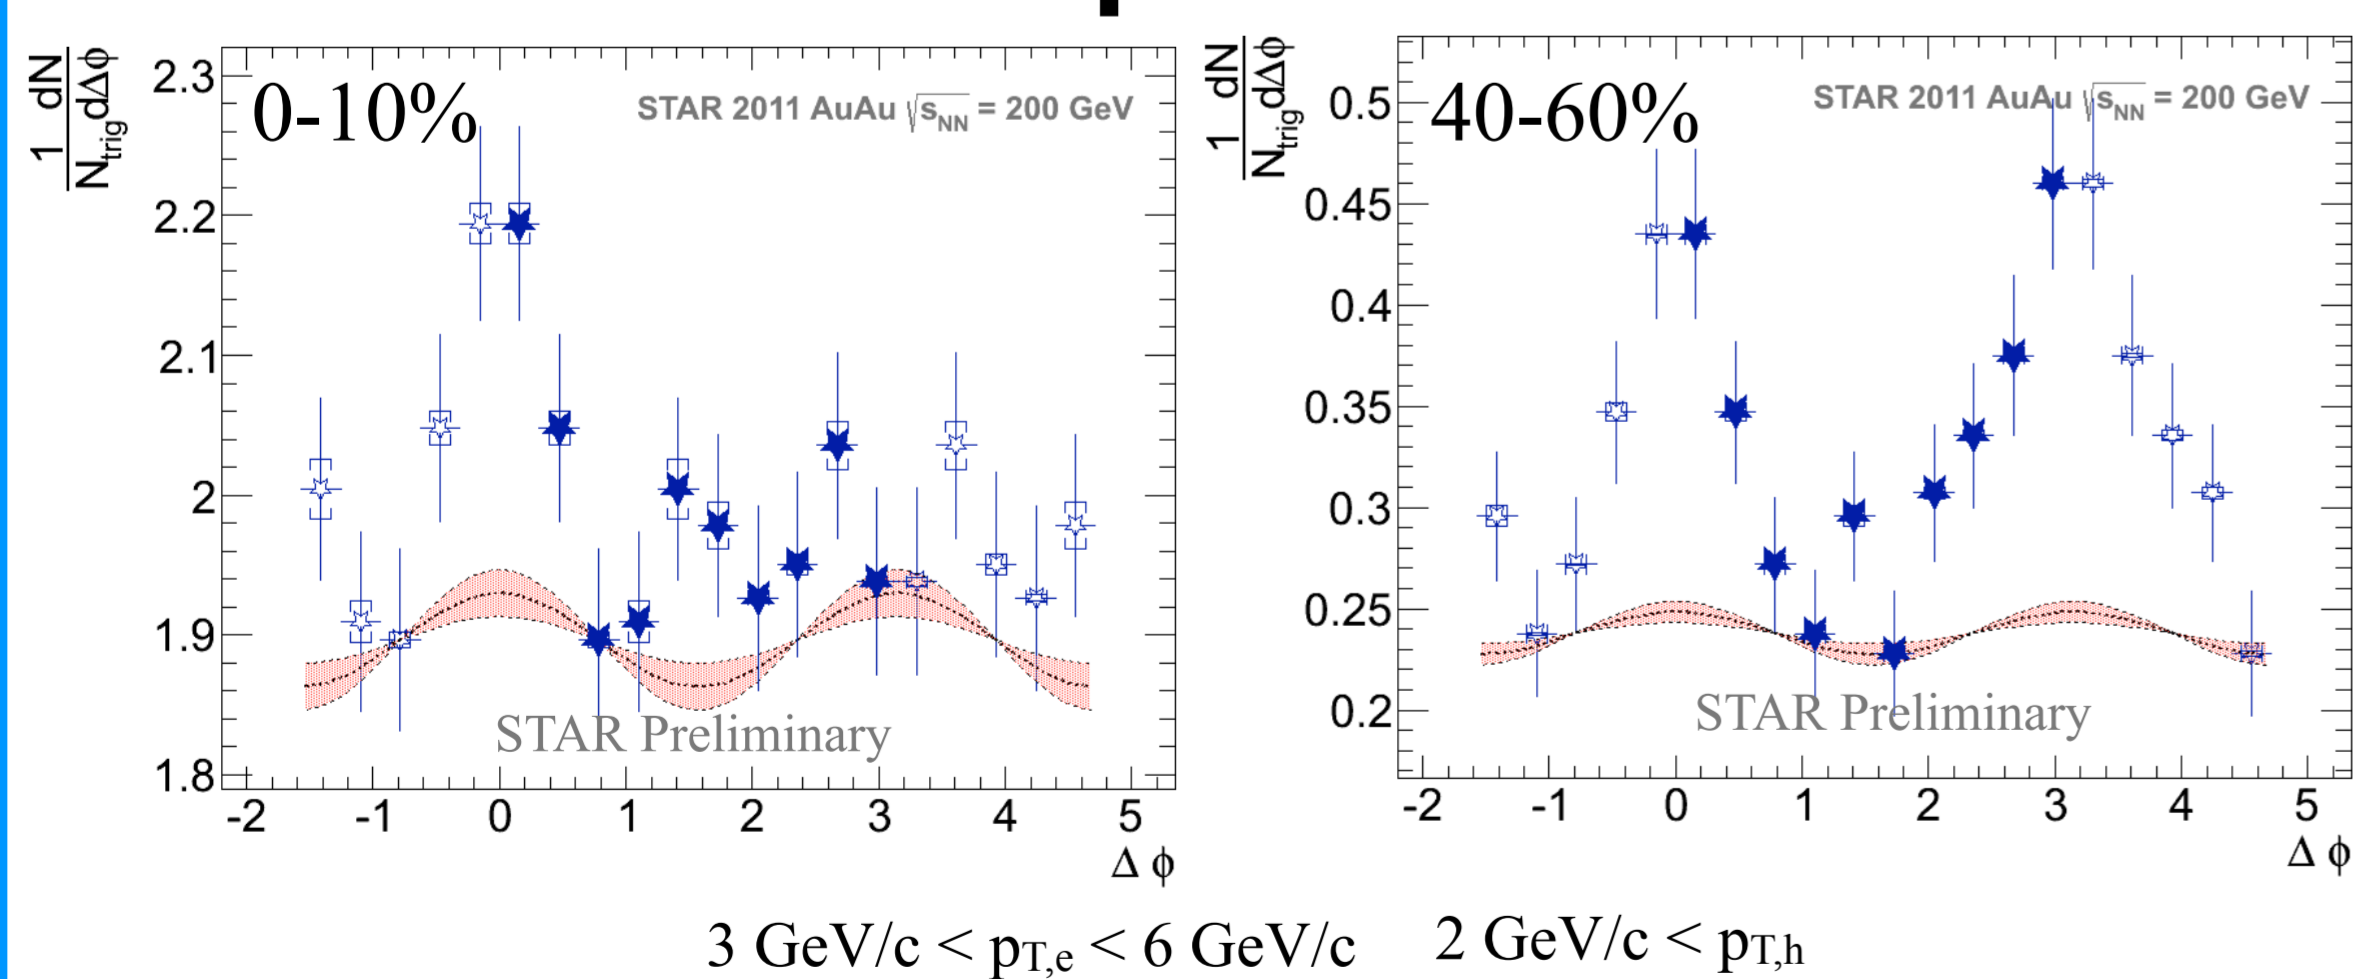 1 dN
N_trig dΔϕ
0-10%
STAR 2011 AuAu √s_NN = 200 GeV
2.3
2.2
2.1
2
1.9
1.8
STAR Preliminary
-2 -1 0 1 2 3 4 5
Δ ϕ
1 dN
N_trig dΔϕ
40-60%
STAR 2011 AuAu √s_NN = 200 GeV
0.5
0.45
0.4
0.35
0.3
0.25
0.2
STAR Preliminary
-2 -1 0 1 2 3 4 5
Δ ϕ
3 GeV/c < p_T,e < 6 GeV/c 2 GeV/c < p_T,h